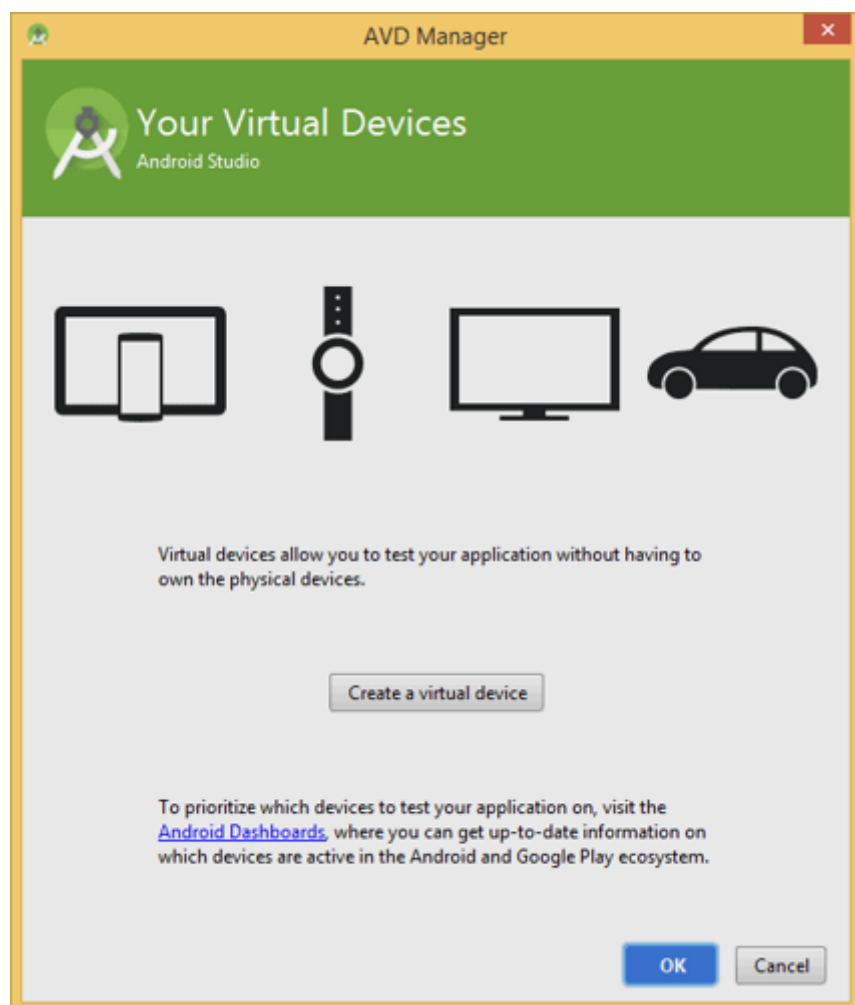 AVD Manager
Your Virtual Devices
Android Studio
Virtual devices allow you to test your application without having to
own the physical devices.
Create a virtual device
To prioritize which devices to test your application on, visit the
Android Dashboards, where you can get up-to-date information on
which devices are active in the Android and Google Play ecosystem.
OK Cancel